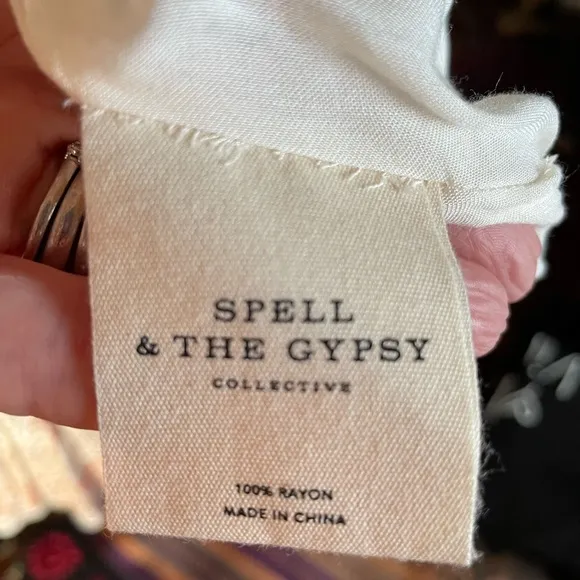 SPELL
& THE GYPSY
COLLECTIVE
100% RAYON
MADE IN CHINA